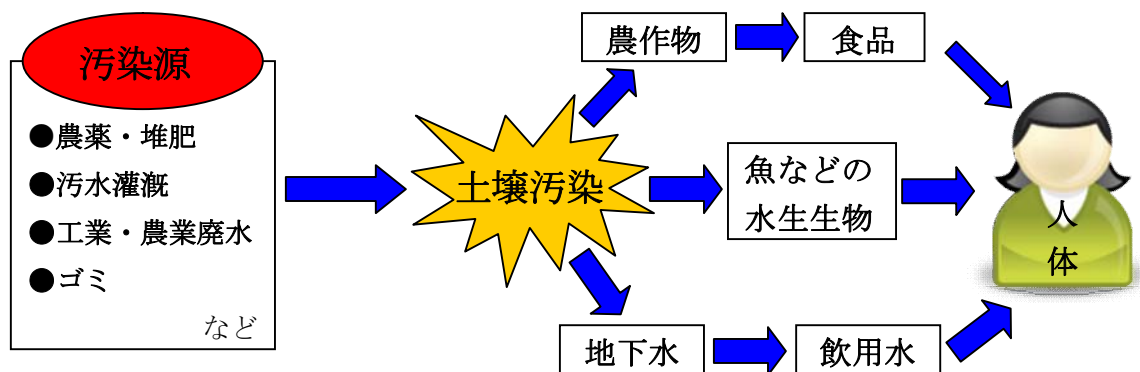 汚染源
●農薬・堆肥
●汚水灌漑
●工業・農業廃水
●ゴミ
など
土壌汚染
農作物
食品
魚などの
水生生物
地下水
飲用水
人
体